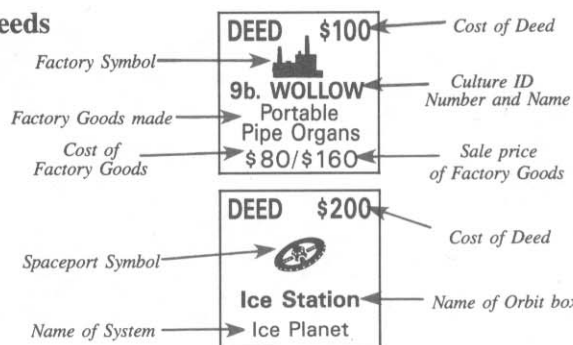 eeds
DEED $100
Cost of Deed
Factory Symbol
9b. WOLLOW
Culture ID
Number and Name
Factory Goods made
Portable
Pipe Organs
Cost of
Factory Goods
$80/$160
Sale price
of Factory Goods
DEED $200
Cost of Deed
Spaceport Symbol
Ice Station
Name of Orbit box
Name of System
Ice Planet